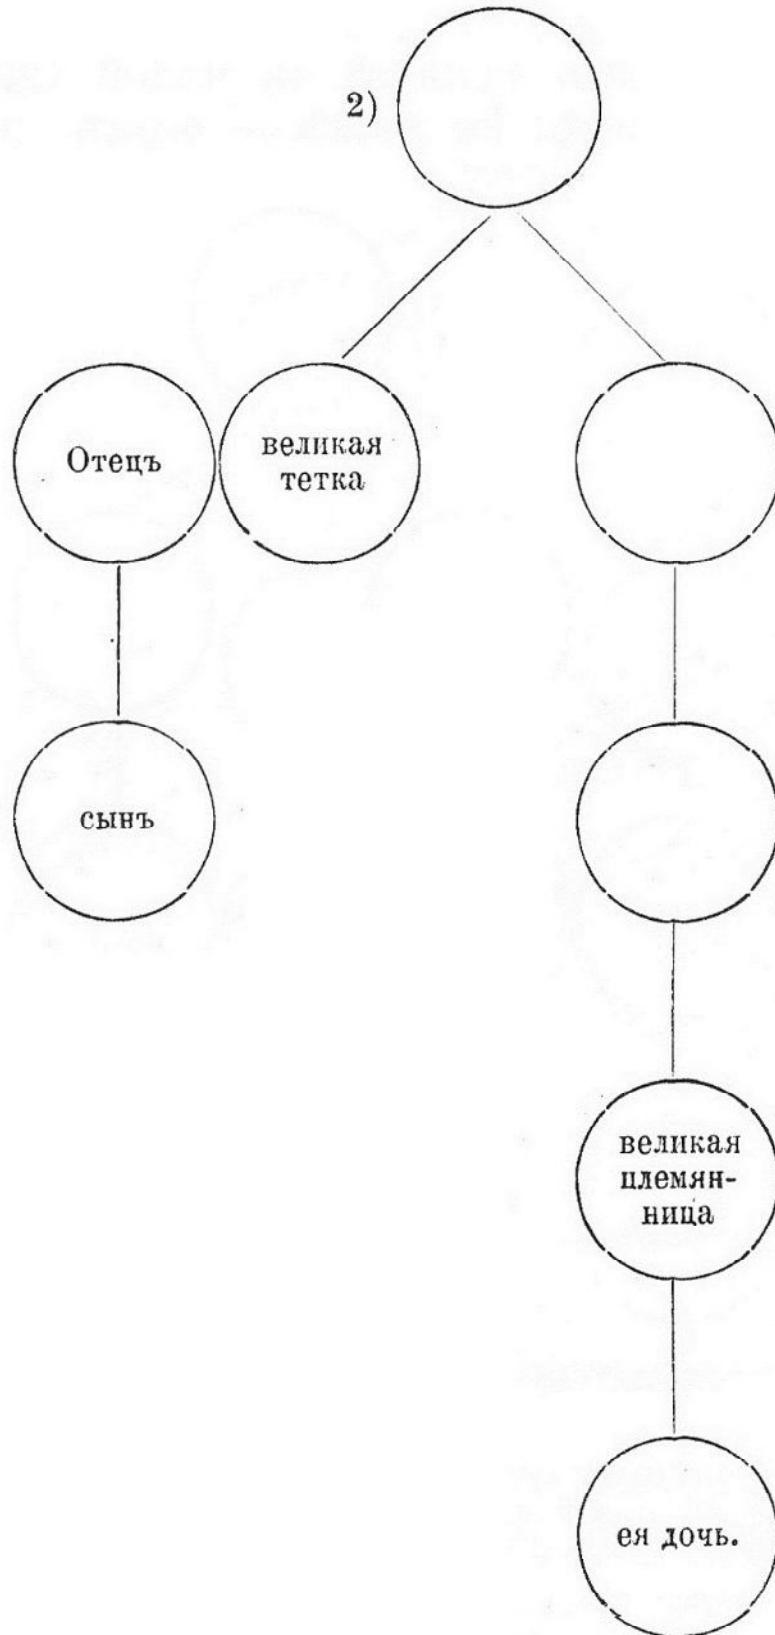 2)
Отецъ
великая
тетка
сынъ
великая
племян-
ница
ея дочь.